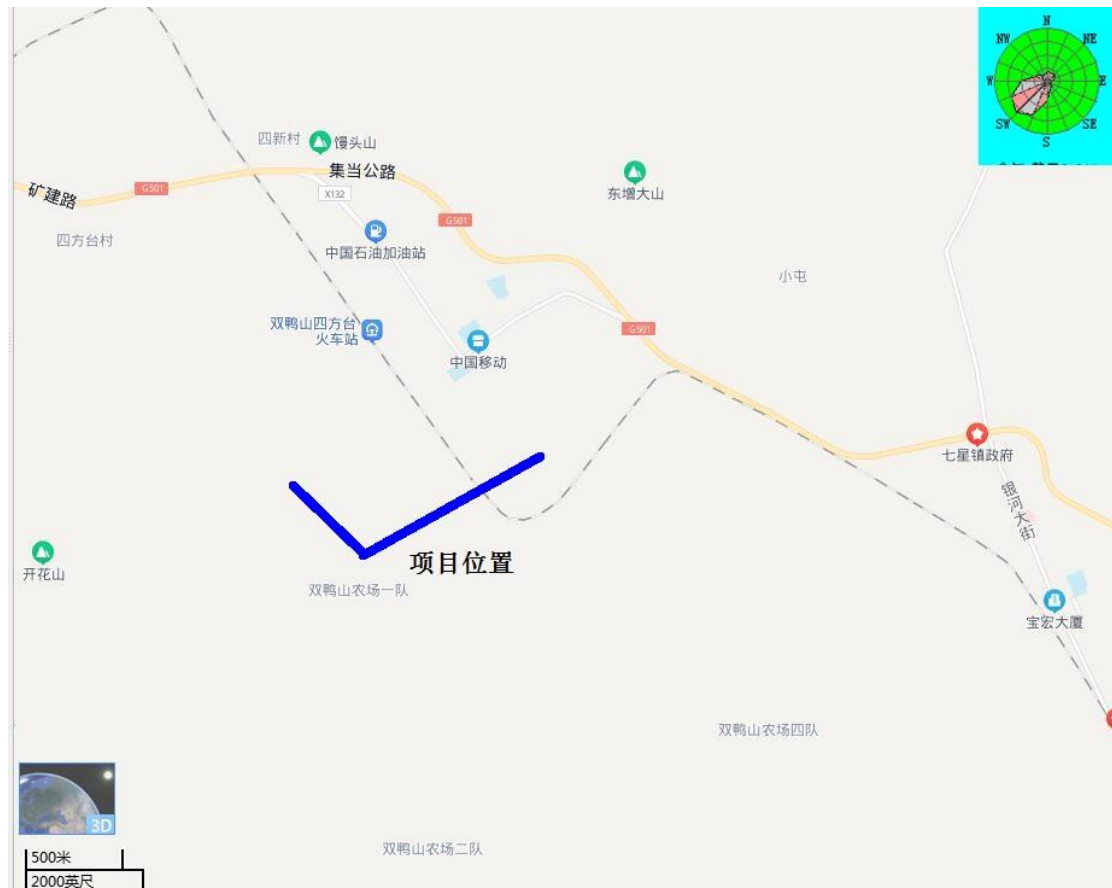 N
NW
NE
W
E
SW
SE
S
四新村
馒头山
集当公路
G501
X132
矿建路
东增大山
G501
四方台村
中国石油加油站
小屯
双鸭山四方台
火车站
G501
中国移动
七星镇政府
银河大街
项目位置
开花山
双鸭山农场一队
宝宏大厦
双鸭山农场四队
3D
双鸭山农场二队
500米
2000英尺